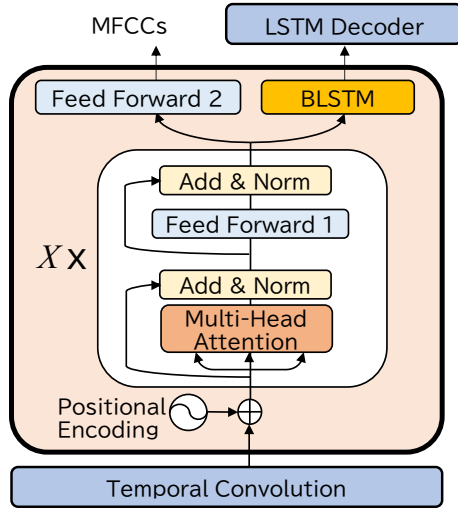 MFCCs
LSTM Decoder
Feed Forward 2
BLSTM
Add & Norm
Feed Forward 1
X x
Add & Norm
Multi-Head
Attention
Positional
Encoding
Temporal Convolution